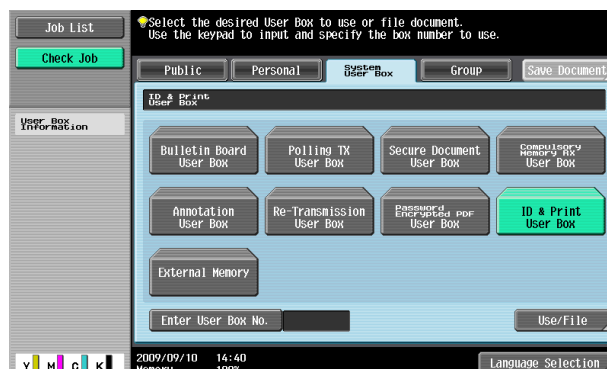 Job List
Select the desired User Box to use or file document.
Use the keypad to input and specify the box number to use.
Check Job
Public
Personal
System
User Box
Group
Save Document
ID & Print
User Box
User Box
Information
Bulletin Board
User Box
Polling TX
User Box
Secure Document
User Box
Compulsory
Memory RX
User Box
Annotation
User Box
Re-Transmission
User Box
Password
Encrypted PDF
User Box
ID & Print
User Box
External Memory
Enter User Box No.
Use/File
Y M C K
2009/09/10 14:40
Memory 100%
Language Selection